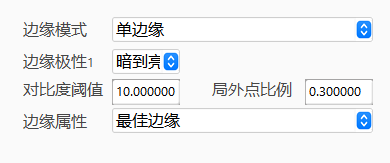 边缘模式 单边缘
边缘极性1 暗到亮
对比度阈值 10.000000 局外点比例 0.300000
边缘属性 最佳边缘